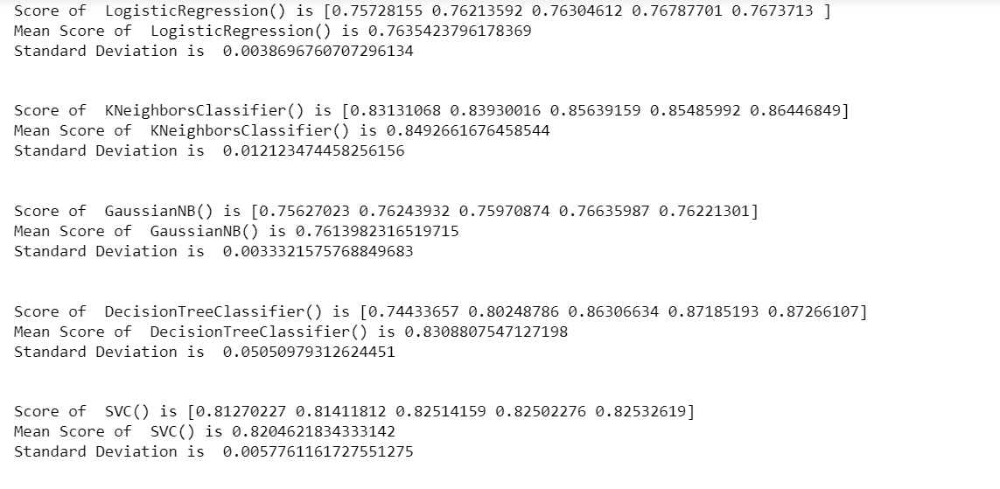 Score of  LogisticRegression() is [0.75728155 0.76213592 0.76304612 0.76787701 0.7673713 ]
Mean Score of  LogisticRegression() is 0.7635423796178369
Standard Deviation is  0.0038696760707296134
Score of  KNeighborsClassifier() is [0.83131068 0.83930016 0.85639159 0.85485992 0.86446849]
Mean Score of  KNeighborsClassifier() is 0.8492661676458544
Standard Deviation is  0.012123474458256156
Score of  GaussianNB() is [0.75627023 0.76243932 0.75970874 0.76635987 0.76221301]
Mean Score of  GaussianNB() is 0.7613982316519715
Standard Deviation is  0.0033321575768849683
Score of  DecisionTreeClassifier() is [0.74433657 0.80248786 0.86306634 0.87185193 0.87266107]
Mean Score of  DecisionTreeClassifier() is 0.8308807547127198
Standard Deviation is  0.05050979312624451
Score of  SVC() is [0.81270227 0.81411812 0.82514159 0.82502276 0.82532619]
Mean Score of  SVC() is 0.8204621834333142
Standard Deviation is  0.0057761161727551275